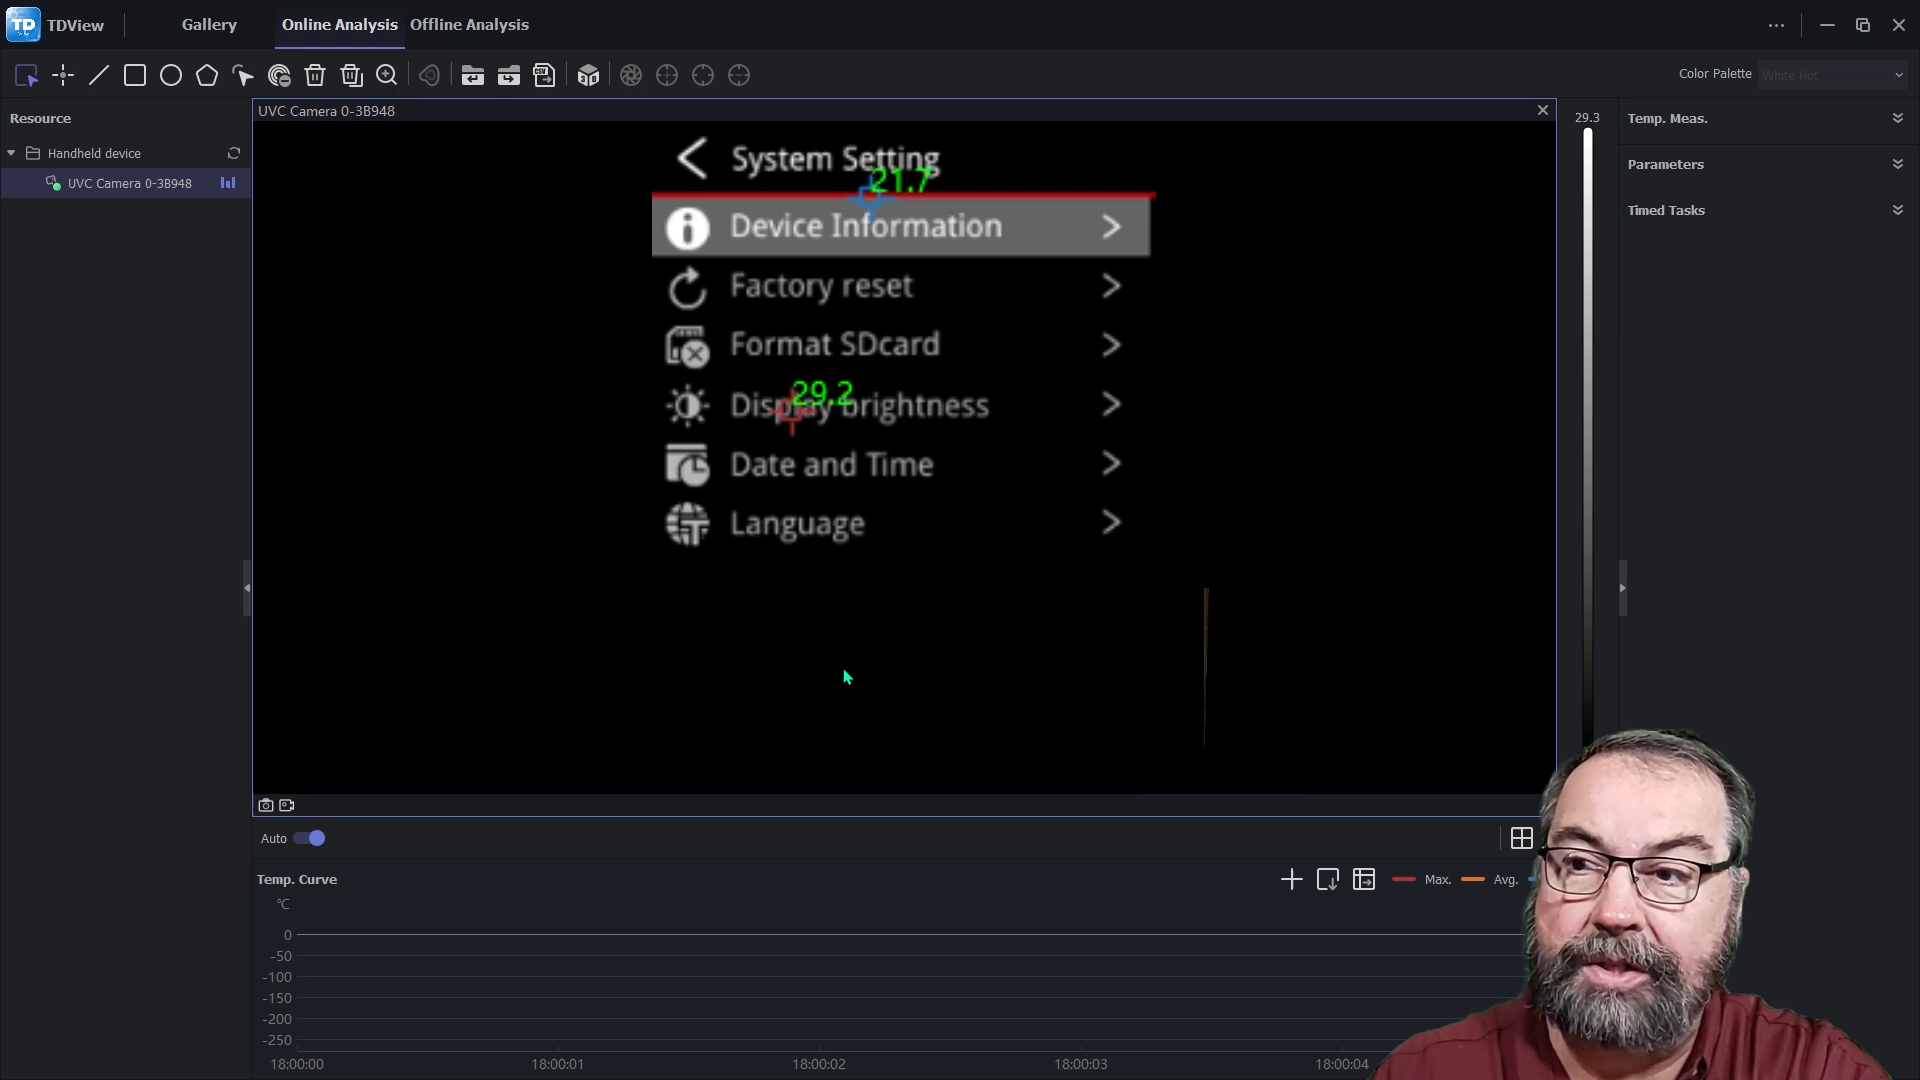 TD TDView Gallery Online Analysis Offline Analysis
Color Palette White Hot
Resource
Handheld device
UVC Camera 0-3B948
UVC Camera 0-3B948
System Setting
21.7
Device Information
Factory reset
Format SDcard
29.2
Display brightness
Date and Time
Language
29.3
Temp. Meas.
Parameters
Timed Tasks
Auto
Temp. Curve
Max. Avg.
°C
0
-50
-100
-150
-200
-250
18:00:00 18:00:01 18:00:02 18:00:03 18:00:04